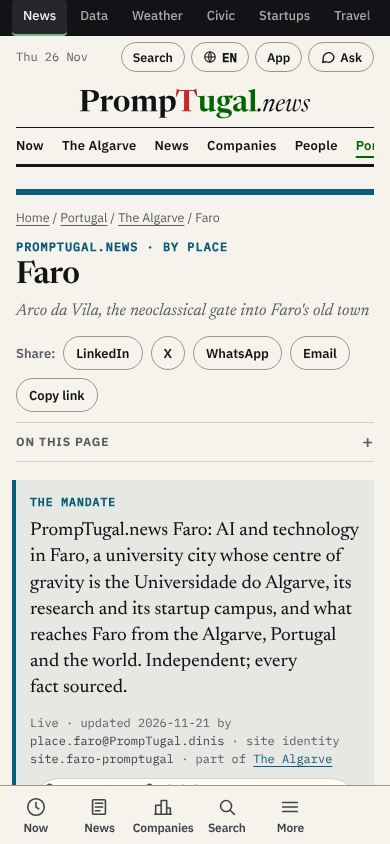 News Data Weather Civic Startups Travel
Thu 26 Nov Search EN App Ask
PrompTugal.news
Now The Algarve News Companies People Por
Home / Portugal / The Algarve / Faro
PROMPTUGAL.NEWS · BY PLACE
Faro
Arco da Vila, the neoclassical gate into Faro's old town
Share: LinkedIn X WhatsApp Email
Copy link
ON THIS PAGE +
THE MANDATE
PrompTugal.news Faro: AI and technology
in Faro, a university city whose centre of
gravity is the Universidade do Algarve, its
research and its startup campus, and what
reaches Faro from the Algarve, Portugal
and the world. Independent; every
fact sourced.
Live · updated 2026-11-21 by
place.faro@PrompTugal.dinis · site identity
site.faro-promptugal · part of The Algarve
Now News Companies Search More